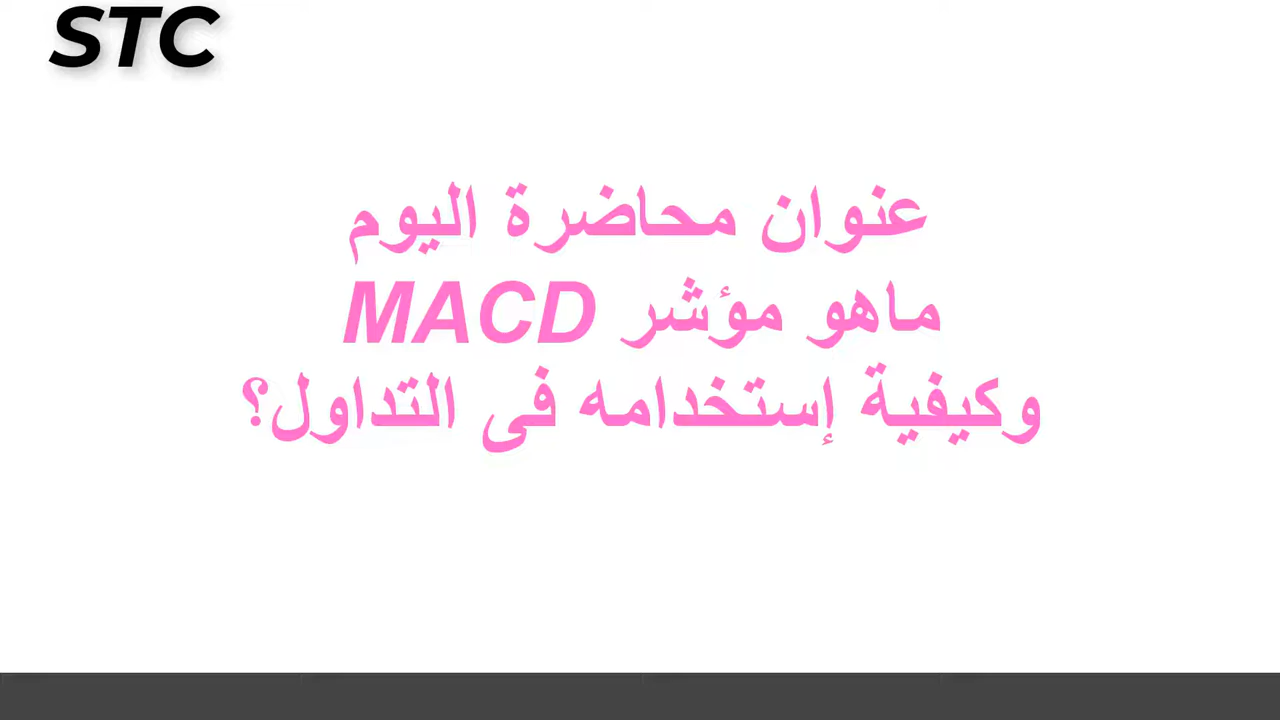 STC
عنوان محاضرة اليوم
ماهو مؤشر MACD
وكيفية إستخدامه فى التداول؟